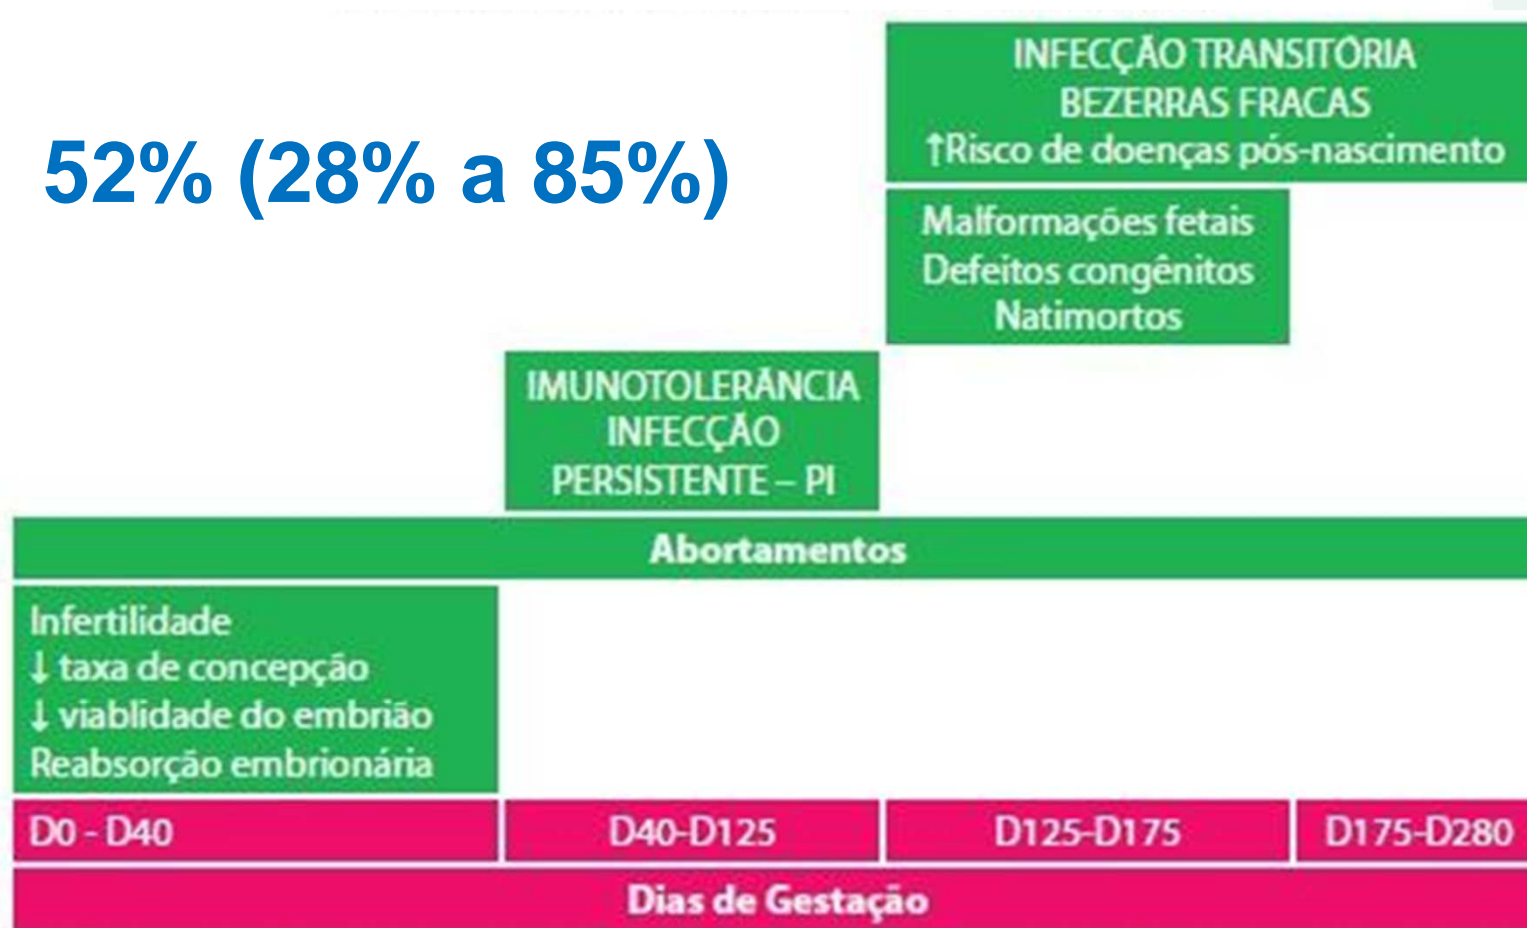 INFECÇÃO TRANSITÓRIA
BEZERRAS FRACAS
↑Risco de doenças pós-nascimento
52% (28% a 85%)
Malformações fetais
Defeitos congênitos
Natimortos
IMUNOTOLERÂNCIA
INFECÇÃO
PERSISTENTE – PI
Abortamentos
Infertilidade
↓ taxa de concepção
↓ viablidade do embrião
Reabsorção embrionária
D0 - D40
D40-D125
D125-D175
D175-D280
Dias de Gestação